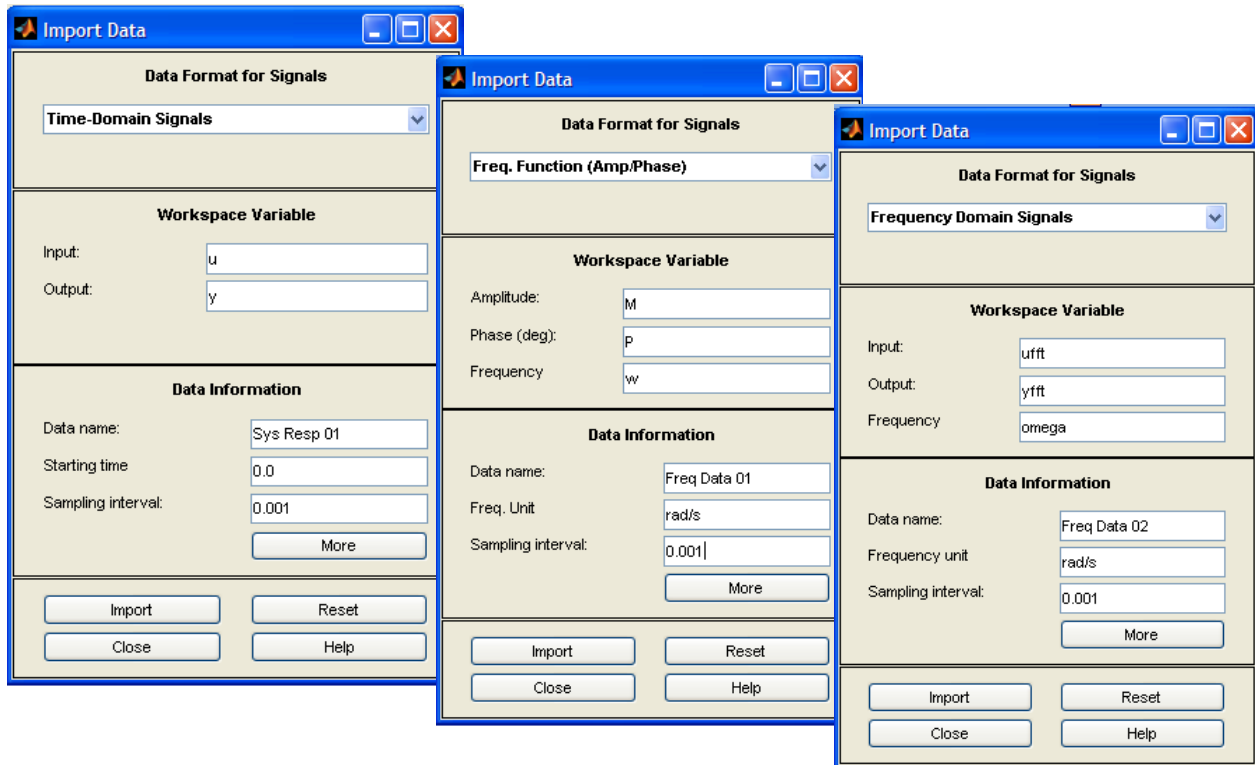 Import Data
Data Format for Signals
Time-Domain Signals
Workspace Variable
Input: u
Output: y
Data Information
Data name: Sys Resp 01
Starting time 0.0
Sampling interval: 0.001
More
Import Reset
Close Help
Import Data
Data Format for Signals
Freq. Function (Amp/Phase)
Workspace Variable
Amplitude: M
Phase (deg): P
Frequency w
Data Information
Data name: Freq Data 01
Freq. Unit rad/s
Sampling interval: 0.001
More
Import Reset
Close Help
Import Data
Data Format for Signals
Frequency Domain Signals
Workspace Variable
Input: ufft
Output: yfft
Frequency omega
Data Information
Data name: Freq Data 02
Frequency unit rad/s
Sampling interval: 0.001
More
Import Reset
Close Help